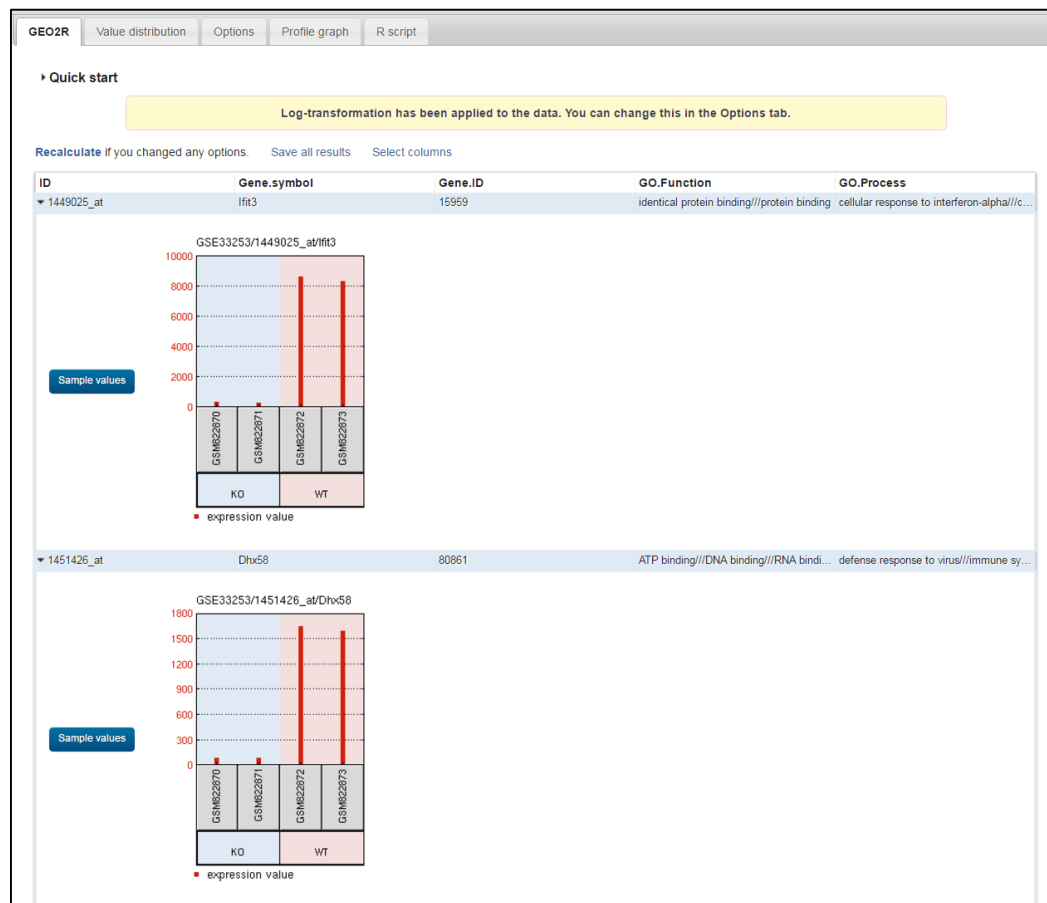 GEO2R Value distribution Options Profile graph R script
Quick start
Log-transformation has been applied to the data. You can change this in the Options tab.
Recalculate if you changed any options. Save all results Select columns
ID Gene.symbol Gene.ID GO.Function GO.Process
1449025_at Ifit3 15959 identical protein binding///protein binding cellular response to interferon-alpha///c...
GSE33253/1449025_at/Ifit3
10000
8000
6000
4000
Sample values
2000
0
GSM822870 GSM822871 GSM822872 GSM822873
KO WT
expression value
1451426_at Dhx58 80861 ATP binding///DNA binding///RNA bindi... defense response to virus///immune sy...
GSE33253/1451426_at/Dhx58
1800
1500
1200
900
600
Sample values
300
0
GSM822870 GSM822871 GSM822872 GSM822873
KO WT
expression value